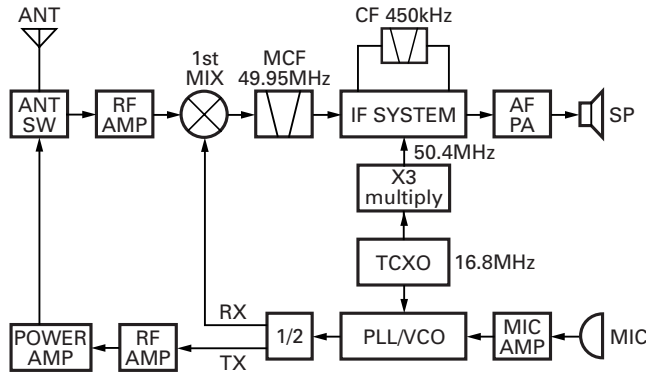 ANT
CF 450kHz
1st
MIX
MCF
49.95MHz
ANT
SW
RF
AMP
IF SYSTEM
AF
PA
SP
50.4MHz
X3
multiply
TCXO
16.8MHz
RX
POWER
AMP
RF
AMP
TX
1/2
PLL/VCO
MIC
AMP
MIC